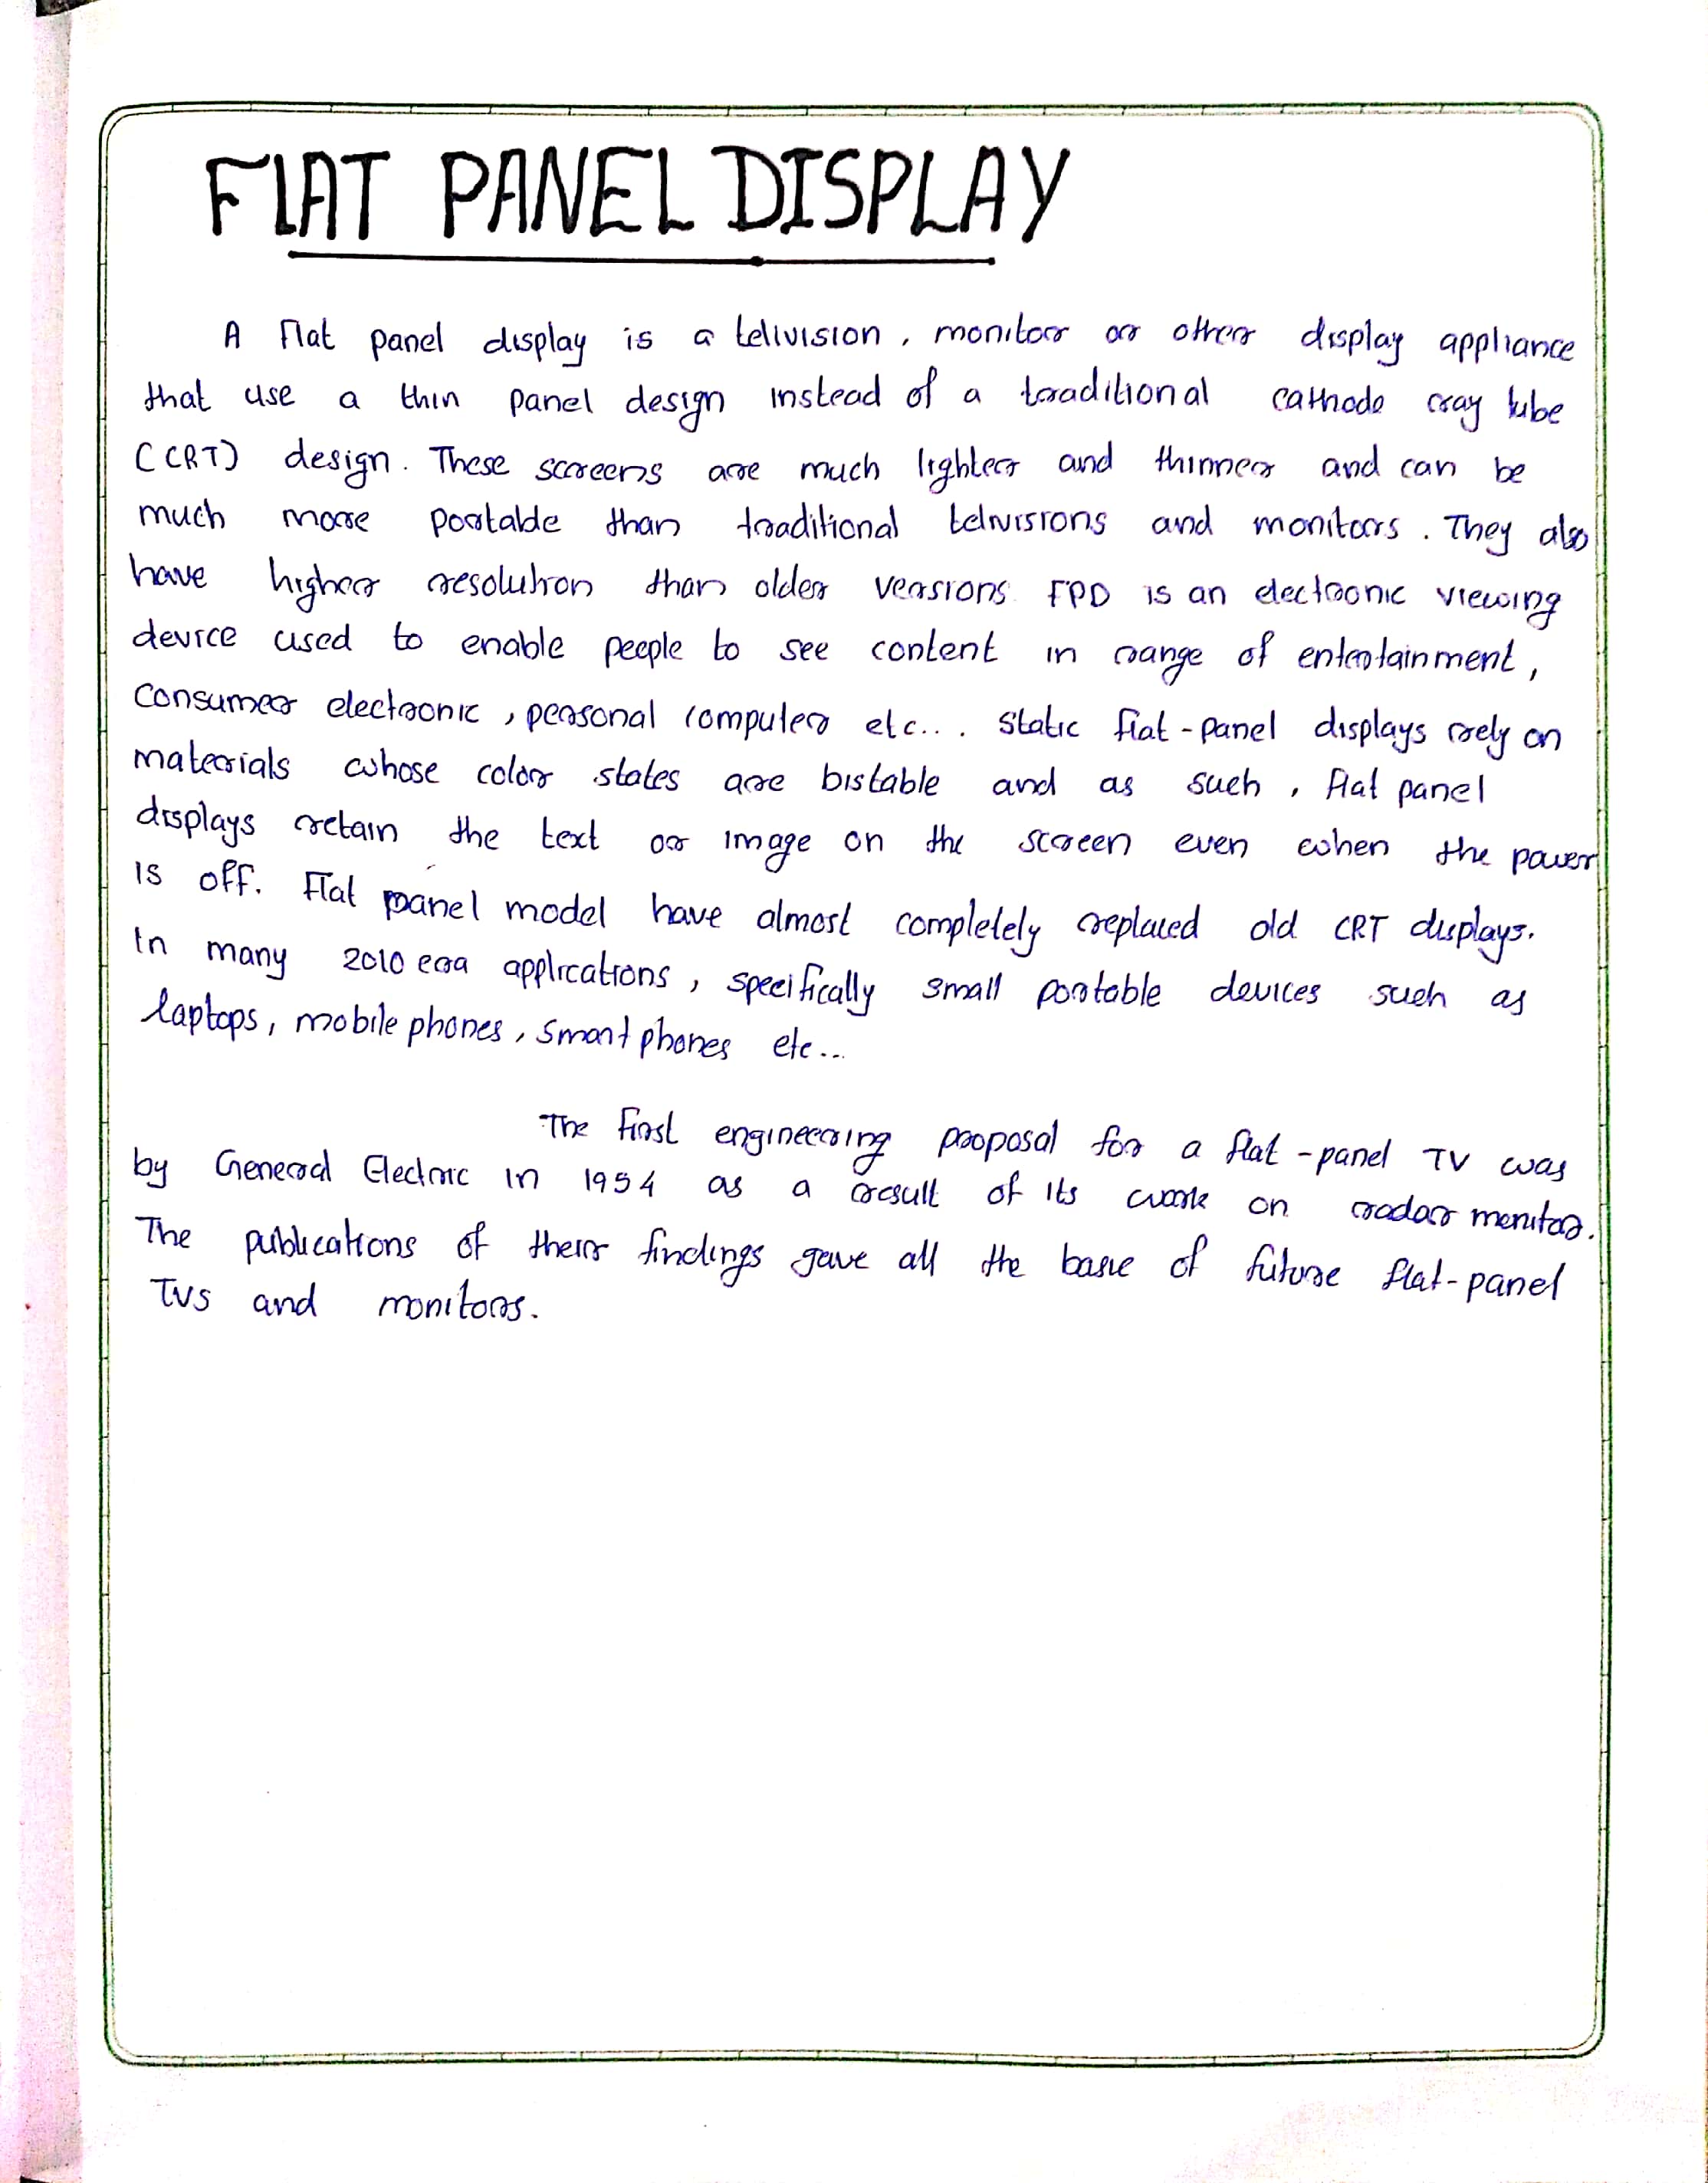 FLAT PANEL DISPLAY
A flat panel display is a telivision, monitor or other display appliance
that use a thin panel design instead of a traditional cathode ray tube
(CRT) design. These screens are much lighter and thinner and can be
much more portable than traditional telivisions and monitors. They also
have higher resolution than older versions. FPD is an electronic viewing
device used to enable people to see content in range of entertainment,
consumer electronic, personal computer etc... Static flat-panel displays rely on
materials whose color states are bistable and as such, flat panel
displays retain the text or image on the screen even when the power
is off. Flat panel model have almost completely replaced old CRT displays.
In many 2010 era applications, specifically small portable devices such as
laptops, mobile phones, smart phones etc...
The first engineering proposal for a flat-panel TV was
by General Electric in 1954 as a result of its work on radar monitor.
The publications of their findings gave all the basic of future flat-panel
TVs and monitors.